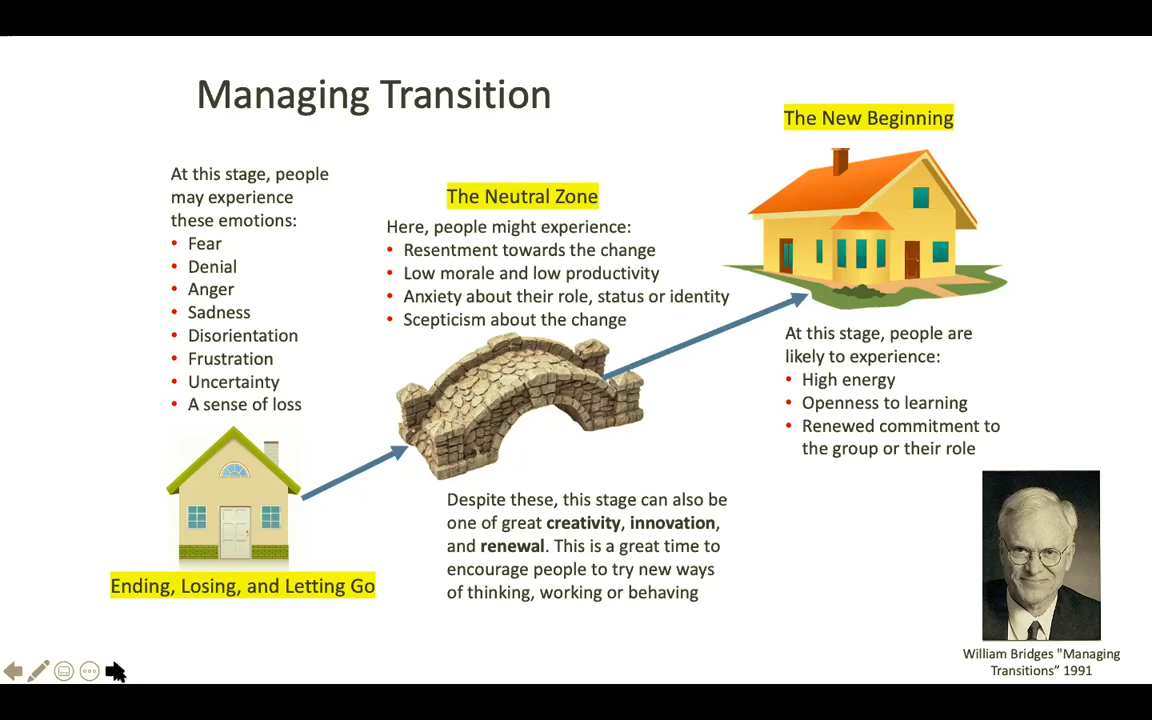 Managing Transition
At this stage, people
may experience
these emotions:
• Fear
• Denial
• Anger
• Sadness
• Disorientation
• Frustration
• Uncertainty
• A sense of loss
Ending, Losing, and Letting Go
The Neutral Zone
Here, people might experience:
• Resentment towards the change
• Low morale and low productivity
• Anxiety about their role, status or identity
• Scepticism about the change
Despite these, this stage can also be
one of great creativity, innovation,
and renewal. This is a great time to
encourage people to try new ways
of thinking, working or behaving
The New Beginning
At this stage, people are
likely to experience:
• High energy
• Openness to learning
• Renewed commitment to
the group or their role
William Bridges "Managing
Transitions” 1991